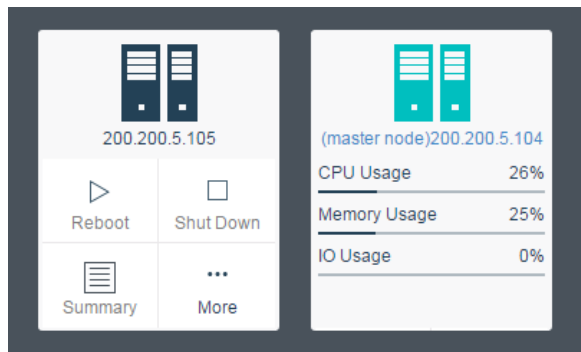 200.200.5.105
Reboot
Shut Down
Summary
More
(master node)200.200.5.104
CPU Usage 26%
Memory Usage 25%
IO Usage 0%